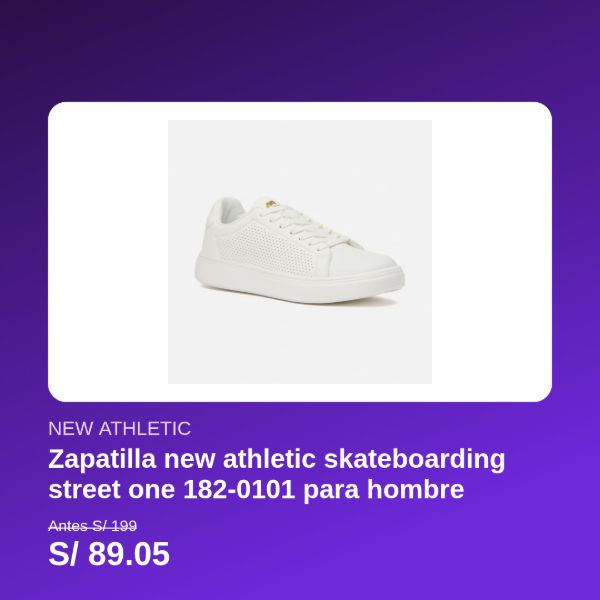 NEW ATHLETIC
Zapatilla new athletic skateboarding
street one 182-0101 para hombre
Antes S/ 199
S/ 89.05